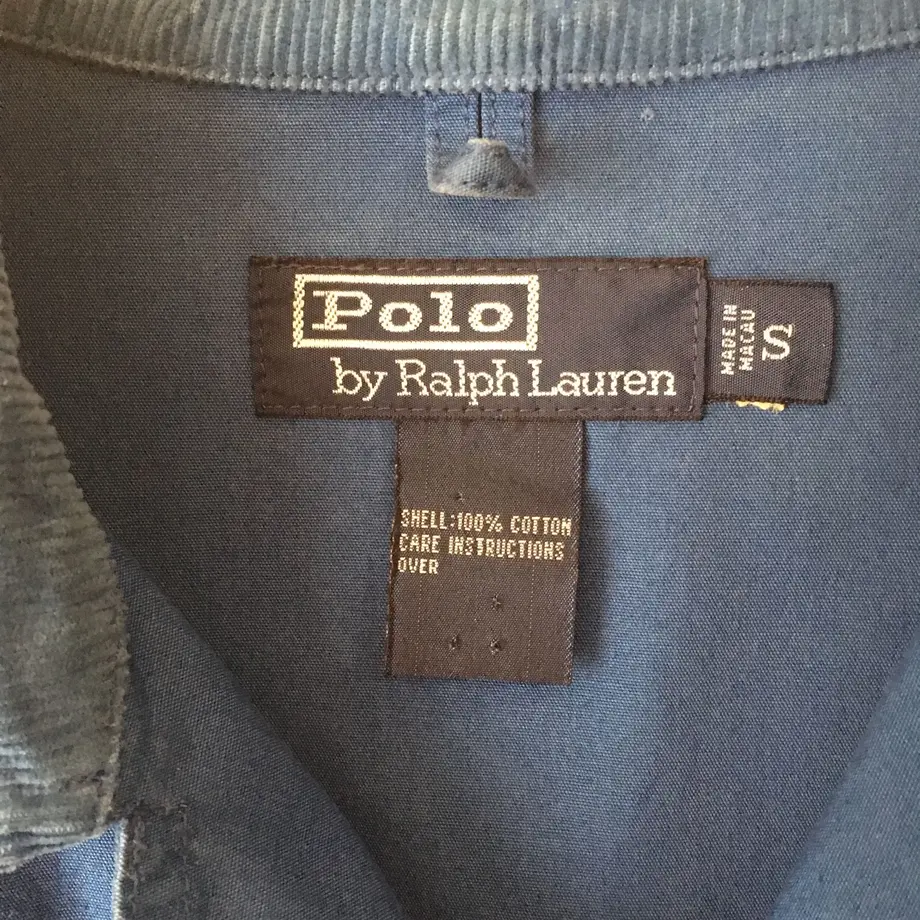 Polo
by Ralph Lauren
MADE IN
MACAU
S
SHELL:100% COTTON
CARE INSTRUCTIONS
OVER